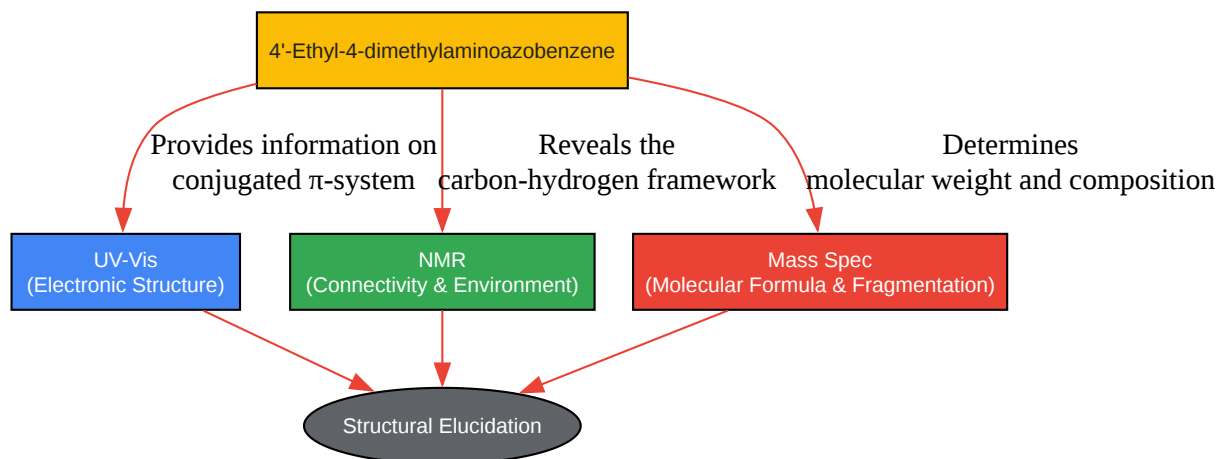 4'-Ethyl-4-dimethylaminoazobenzene
Provides information on
conjugated π-system
Reveals the
carbon-hydrogen framework
Determines
molecular weight and composition
UV-Vis
(Electronic Structure)
NMR
(Connectivity & Environment)
Mass Spec
(Molecular Formula & Fragmentation)
Structural Elucidation